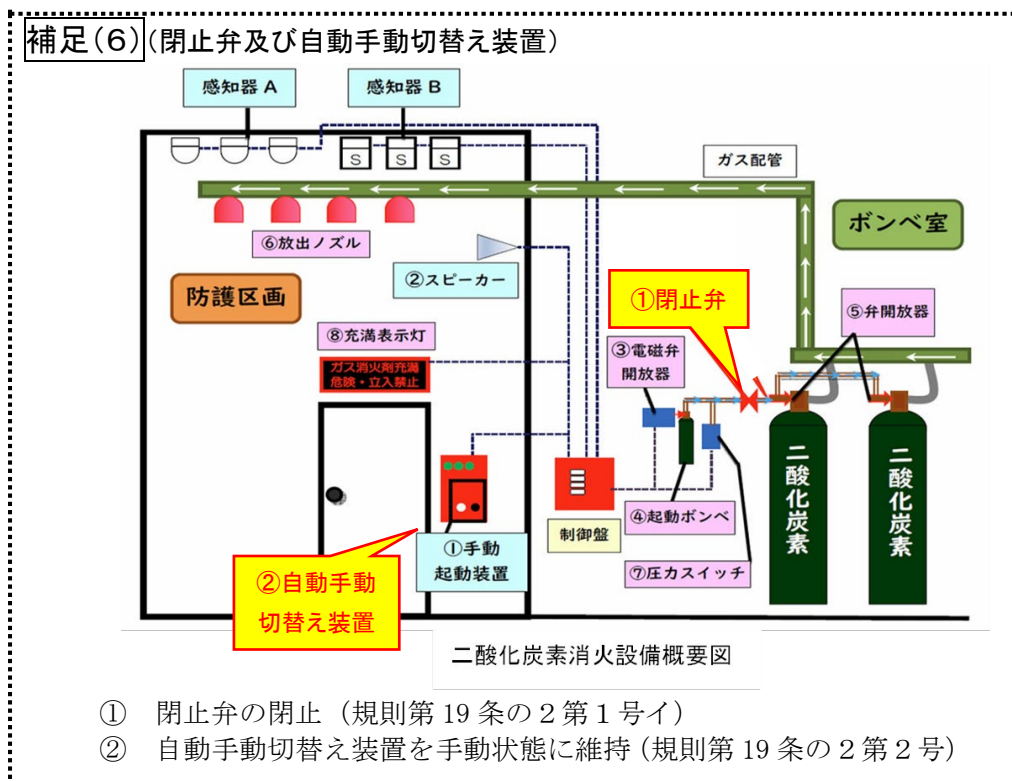 補足(6)(閉止弁及び自動手動切替え装置)
感知器 A
感知器 B
S
S
S
ガス配管
ボンベ室
⑥放出ノズル
②スピーカー
防護区画
①閉止弁
⑤弁開放器
⑧充満表示灯
③電磁弁
開放器
ガス消火剤充満
危険・立入禁止
二酸化炭素
二酸化炭素
④起動ボンベ
制御盤
①手動
起動装置
⑦圧力スイッチ
②自動手動
切替え装置
二酸化炭素消火設備概要図
① 閉止弁の閉止(規則第 19 条の2第1号イ)
② 自動手動切替え装置を手動状態に維持(規則第 19 条の2第2号)